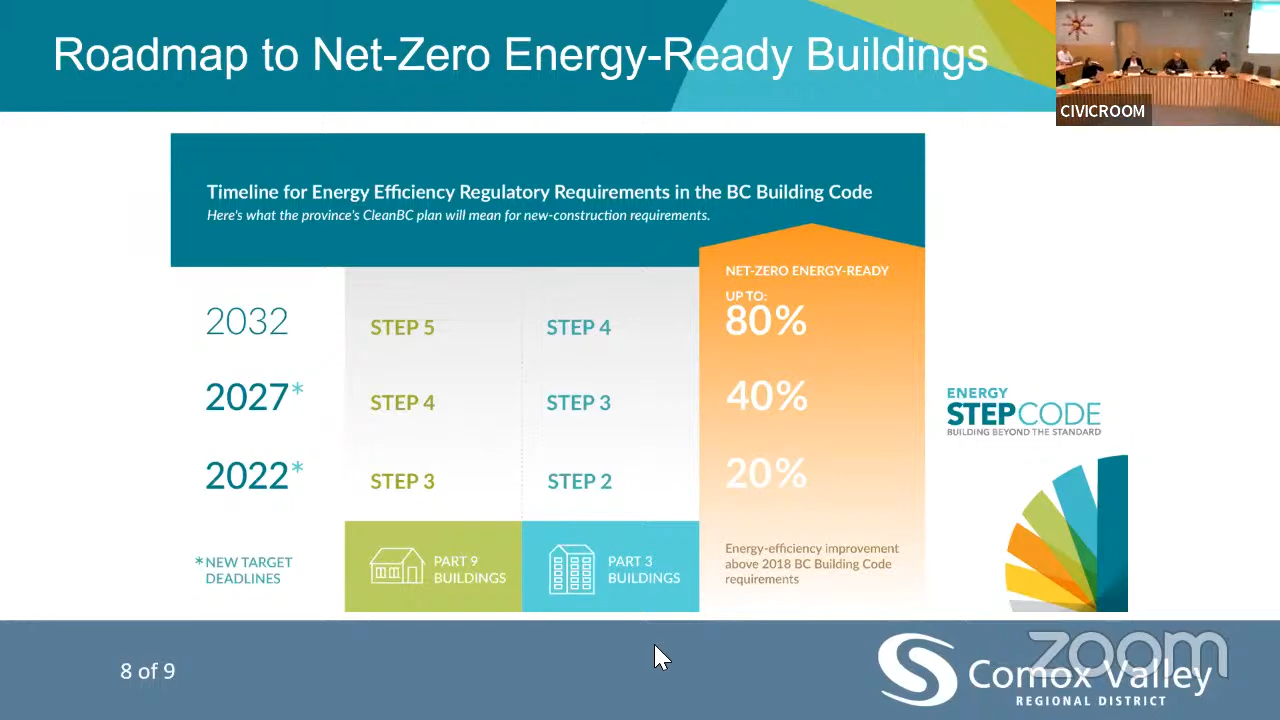 Roadmap to Net-Zero Energy-Ready Buildings
CIVICROOM
Timeline for Energy Efficiency Regulatory Requirements in the BC Building Code
Here's what the province's CleanBC plan will mean for new-construction requirements.
NET-ZERO ENERGY-READY
UP TO:
2032 STEP 5 STEP 4 80%
2027* STEP 4 STEP 3 40%
2022* STEP 3 STEP 2 20%
*NEW TARGET
DEADLINES
PART 9
BUILDINGS
PART 3
BUILDINGS
Energy-efficiency improvement
above 2018 BC Building Code
requirements
ENERGY
STEPCODE
BUILDING BEYOND THE STANDARD
8 of 9
zoom
Comox Valley
REGIONAL DISTRICT